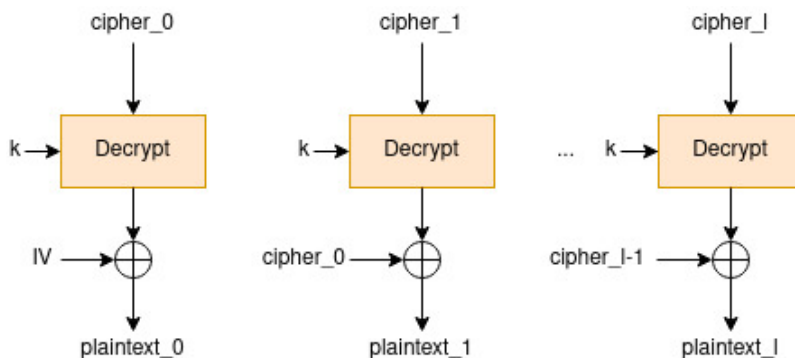 cipher_0 cipher_1 cipher_l
k Decrypt k Decrypt ... k Decrypt
IV cipher_0 cipher_l-1
plaintext_0 plaintext_1 plaintext_l